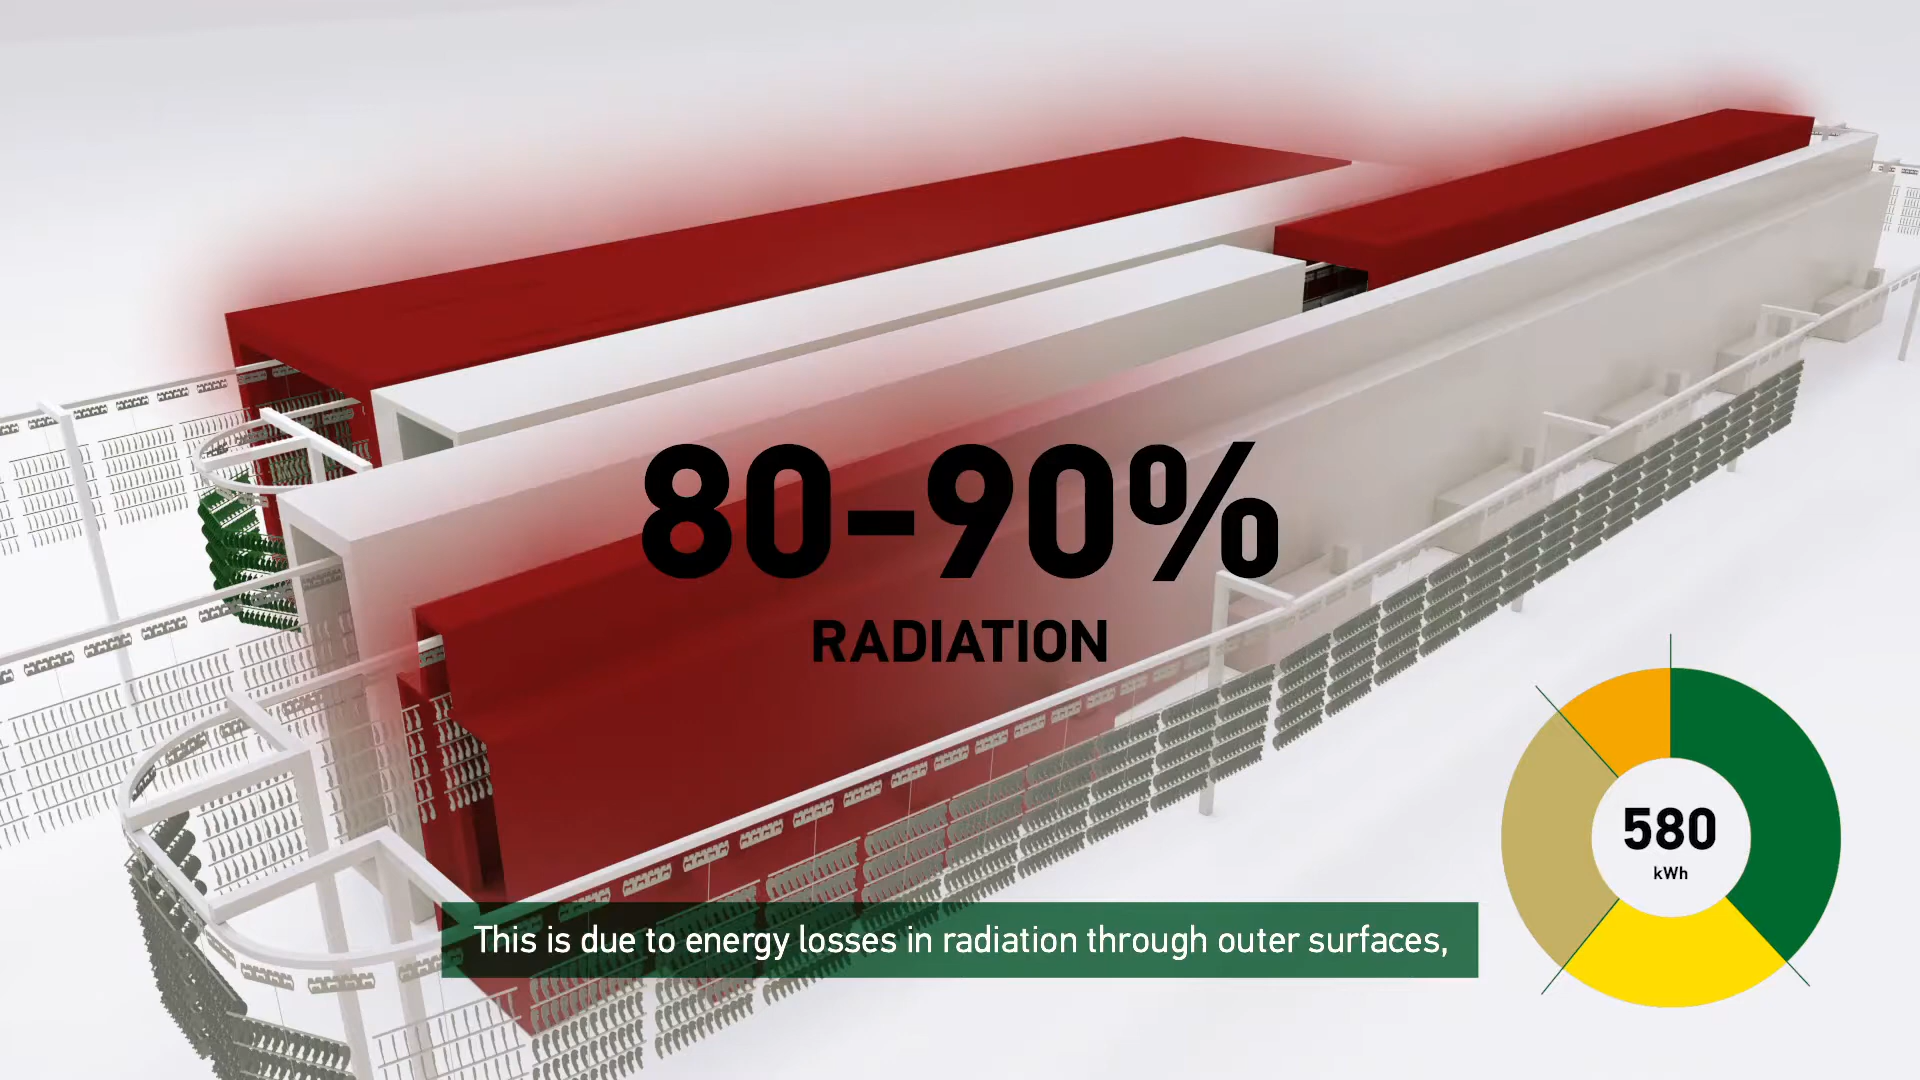 80-90%
RADIATION
580
kWh
This is due to energy losses in radiation through outer surfaces,